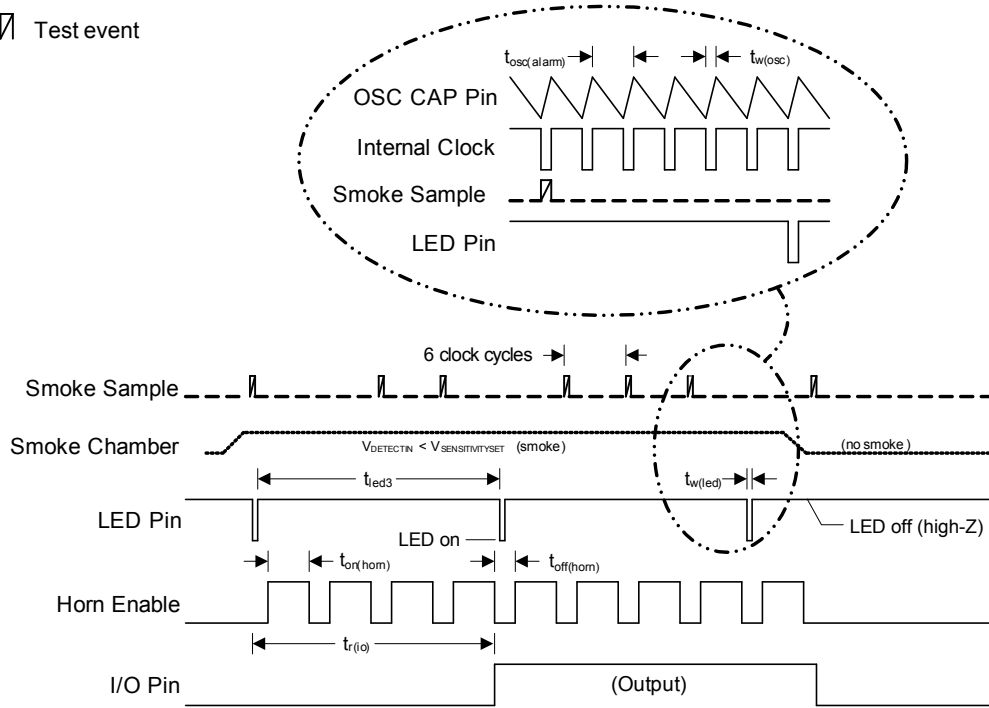 Test event
tosc(alarm)
tw(osc)
OSC CAP Pin
Internal Clock
Smoke Sample
LED Pin
6 clock cycles
Smoke Sample
Smoke Chamber
VDETECTIN < VSENSITIVITYSET (smoke)
(no smoke)
tled3
tw(led)
LED Pin
LED on
LED off (high-Z)
ton(horn)
toff(horn)
Horn Enable
tr(io)
I/O Pin
(Output)